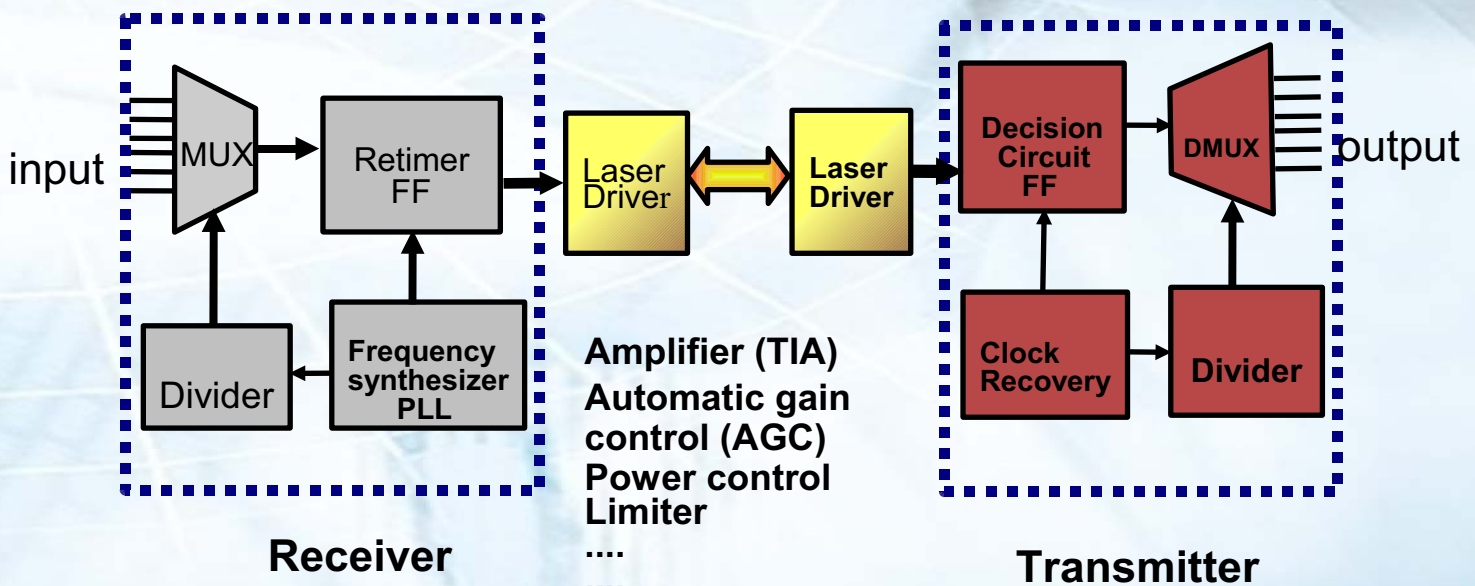 input
MUX
Retimer
FF
Divider
Frequency
synthesizer
PLL
Receiver
Laser
Driver
Laser
Driver
Amplifier (TIA)
Automatic gain
control (AGC)
Power control
Limiter
....
....
Decision
Circuit
FF
DMUX
output
Clock
Recovery
Divider
Transmitter